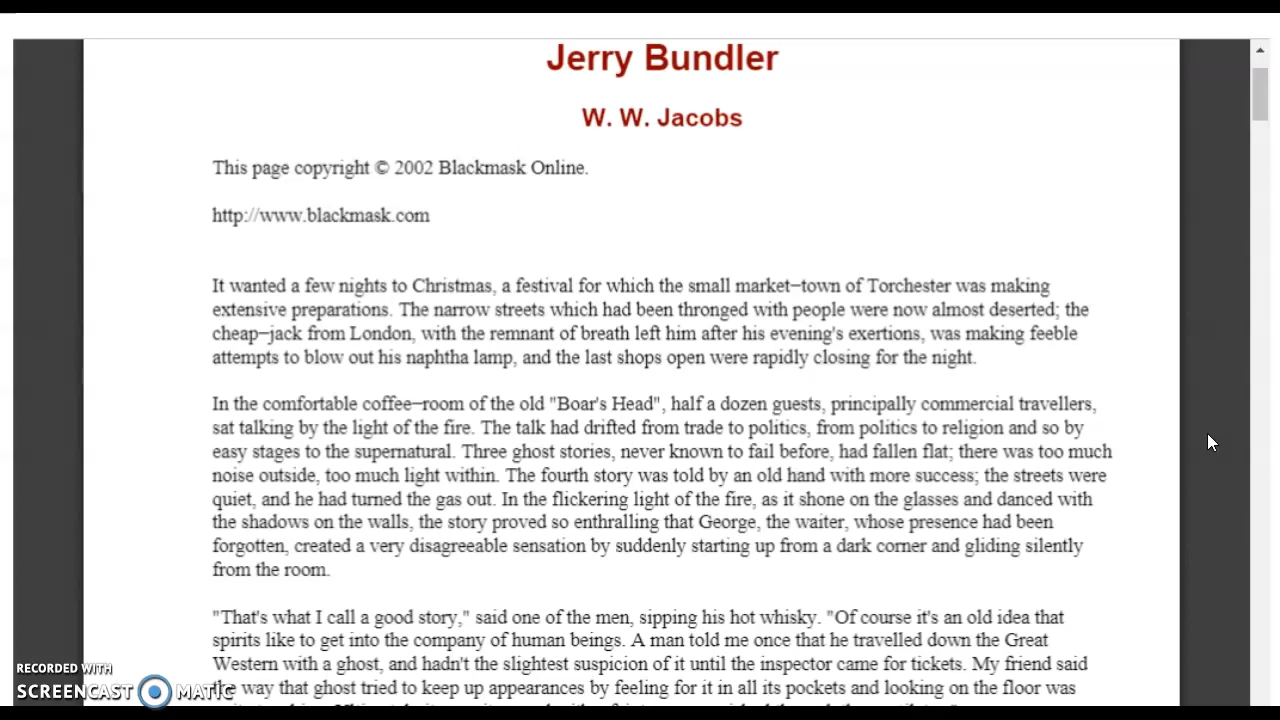 Jerry Bundler
W. W. Jacobs
This page copyright © 2002 Blackmask Online.
http://www.blackmask.com
It wanted a few nights to Christmas, a festival for which the small market−town of Torchester was making
extensive preparations. The narrow streets which had been thronged with people were now almost deserted; the
cheap−jack from London, with the remnant of breath left him after his evening's exertions, was making feeble
attempts to blow out his naphtha lamp, and the last shops open were rapidly closing for the night.
In the comfortable coffee−room of the old "Boar's Head", half a dozen guests, principally commercial travellers,
sat talking by the light of the fire. The talk had drifted from trade to politics, from politics to religion and so by
easy stages to the supernatural. Three ghost stories, never known to fail before, had fallen flat; there was too much
noise outside, too much light within. The fourth story was told by an old hand with more success; the streets were
quiet, and he had turned the gas out. In the flickering light of the fire, as it shone on the glasses and danced with
the shadows on the walls, the story proved so enthralling that George, the waiter, whose presence had been
forgotten, created a very disagreeable sensation by suddenly starting up from a dark corner and gliding silently
from the room.
"That's what I call a good story," said one of the men, sipping his hot whisky. "Of course it's an old idea that
spirits like to get into the company of human beings. A man told me once that he travelled down the Great
Western with a ghost, and hadn't the slightest suspicion of it until the inspector came for tickets. My friend said
way that ghost tried to keep up appearances by feeling for it in all its pockets and looking on the floor was
RECORDED WITH
SCREENCAST MATIC